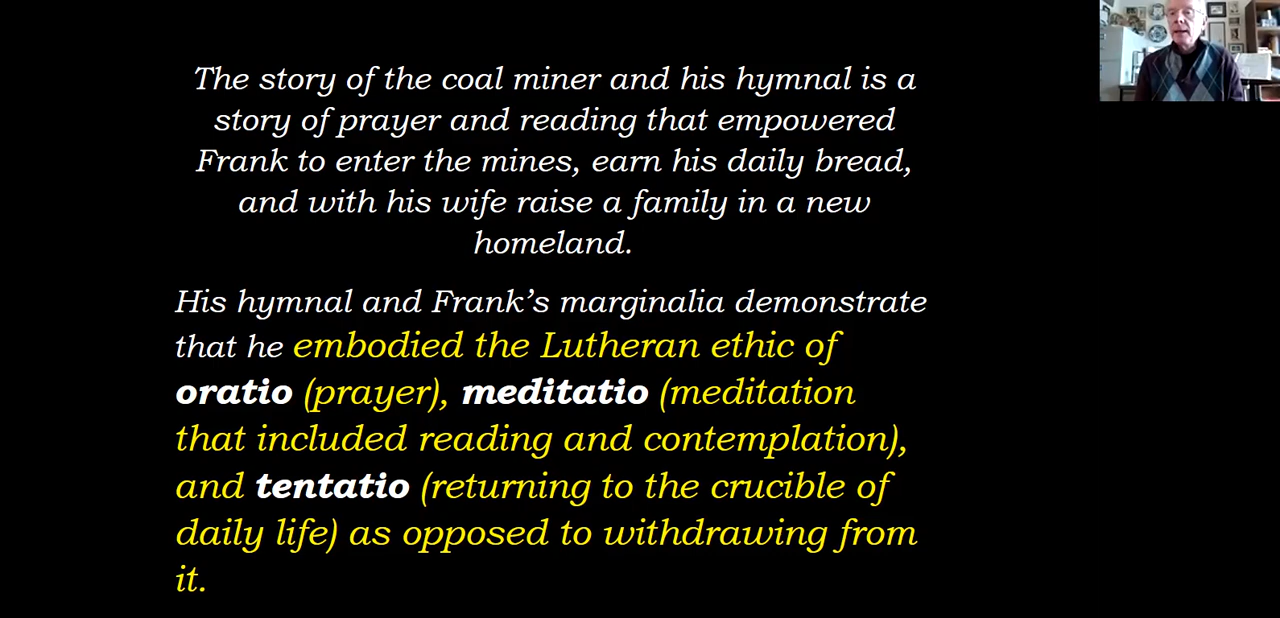 The story of the coal miner and his hymnal is a
story of prayer and reading that empowered
Frank to enter the mines, earn his daily bread,
and with his wife raise a family in a new
homeland.
His hymnal and Frank's marginalia demonstrate
that he embodied the Lutheran ethic of
oratio (prayer), meditatio (meditation
that included reading and contemplation),
and tentatio (returning to the crucible of
daily life) as opposed to withdrawing from
it.